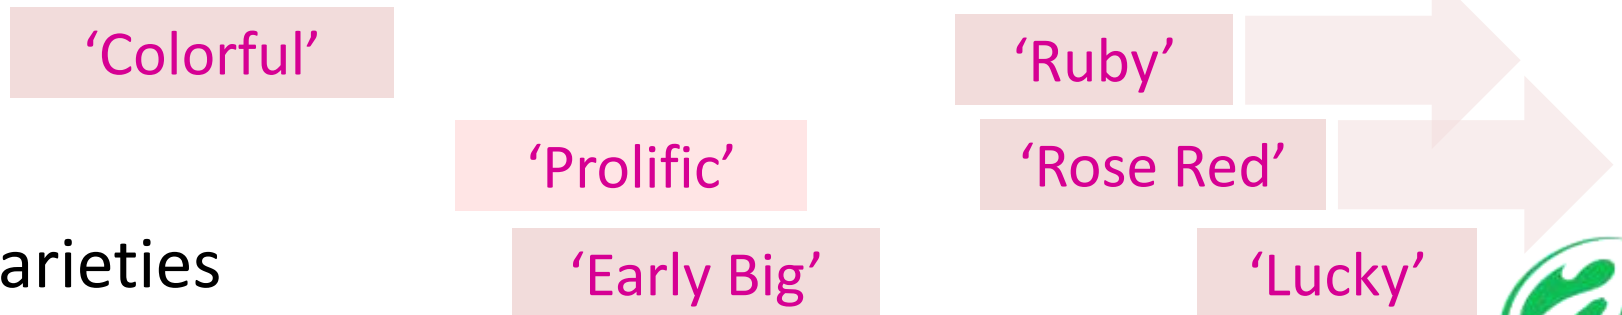 ‘Colorful’ ‘Ruby’
‘Prolific’ ‘Rose Red’
arieties ‘Early Big’ ‘Lucky’